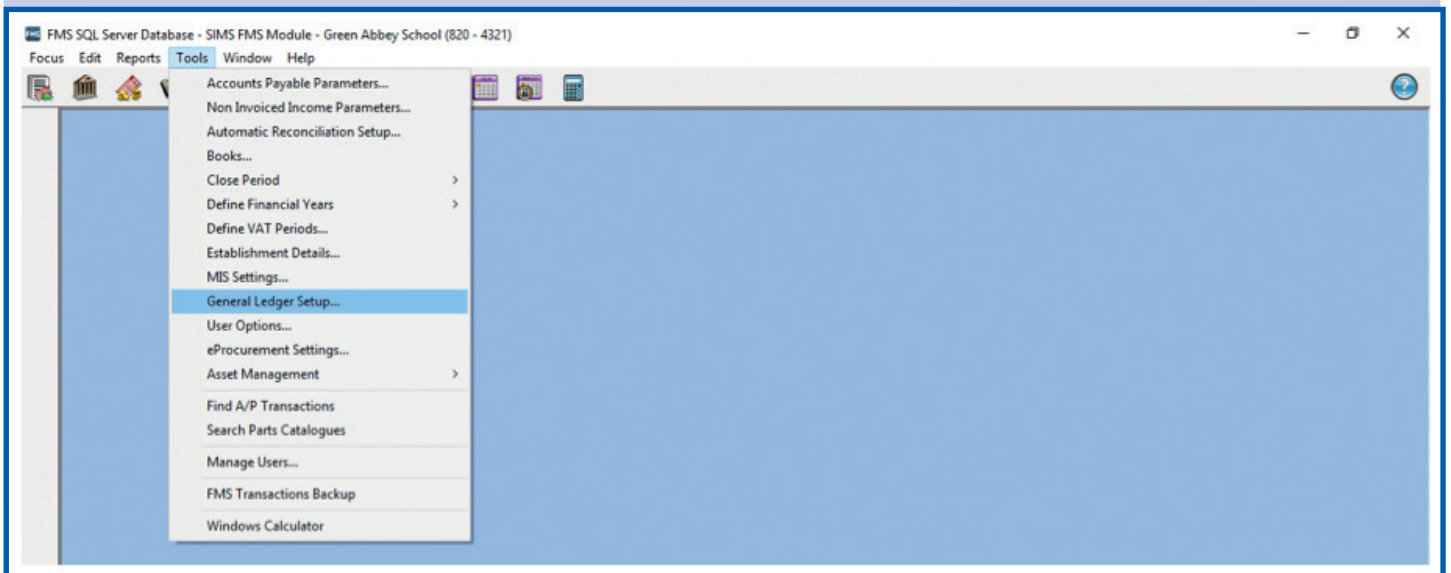 FMS SQL Server Database - SIMS FMS Module - Green Abbey School (820 - 4321)
Focus Edit Reports Tools Window Help
Accounts Payable Parameters...
Non Invoiced Income Parameters...
Automatic Reconciliation Setup...
Books...
Close Period
Define Financial Years
Define VAT Periods...
Establishment Details...
MIS Settings...
General Ledger Setup...
User Options...
eProcurement Settings...
Asset Management
Find A/P Transactions
Search Parts Catalogues
Manage Users...
FMS Transactions Backup
Windows Calculator